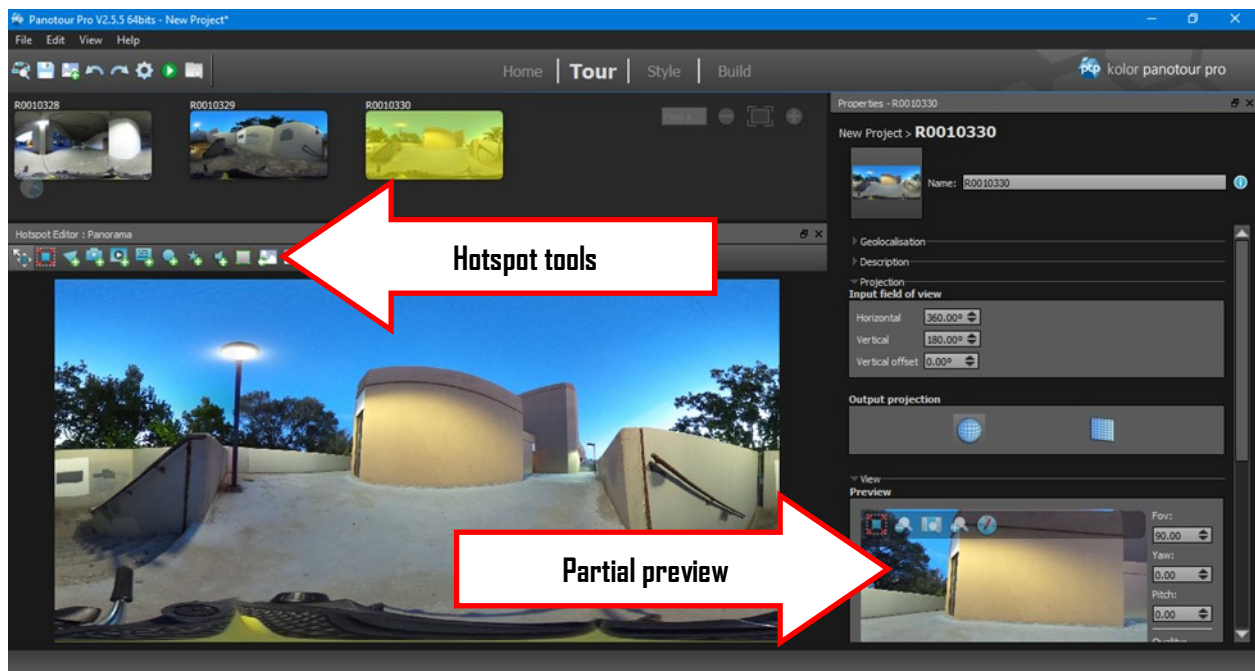 Panotour Pro V2.5.5 64bits - New Project*
File Edit View Help
Home Tour Style Build
ptp kolor panotour pro
R0010328 R0010329 R0010330
Properties - R0010330
New Project > R0010330
Name: R0010330
Hotspot Editor : Panorama
Hotspot tools
Geolocalisation
Description
Projection
Input field of view
Horizontal 360.00°
Vertical 180.00°
Vertical offset 0.00°
Output projection
View
Preview
Fov:
90.00
Yaw:
0.00
Pitch:
0.00
Partial preview